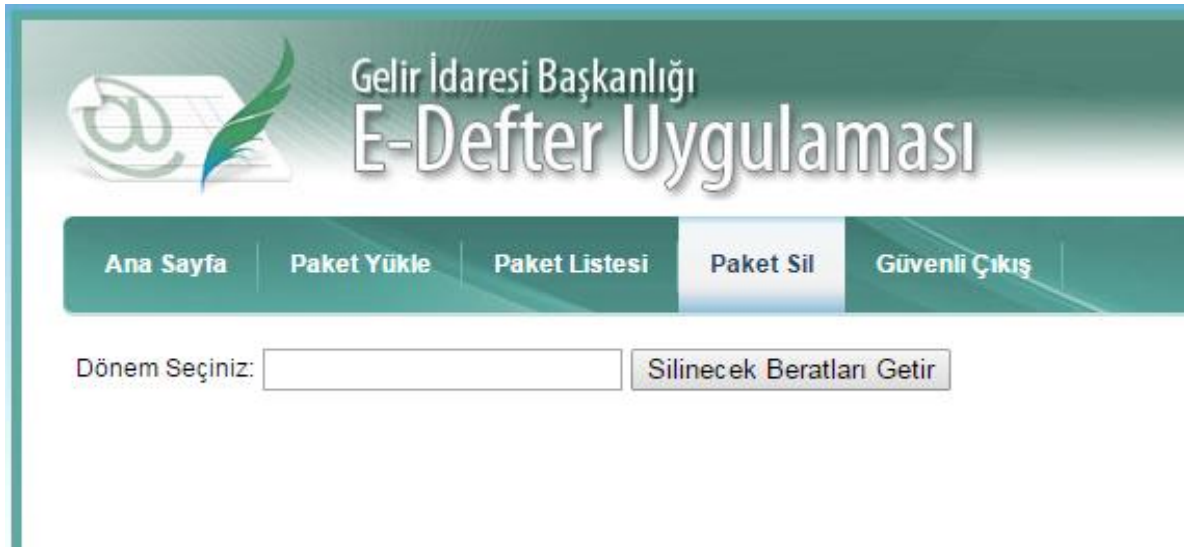 Gelir İdaresi Başkanlığı
E-Defter Uygulaması
Ana Sayfa Paket Yükle Paket Listesi Paket Sil Güvenli Çıkış
Dönem Seçiniz: Silinecek Beratları Getir